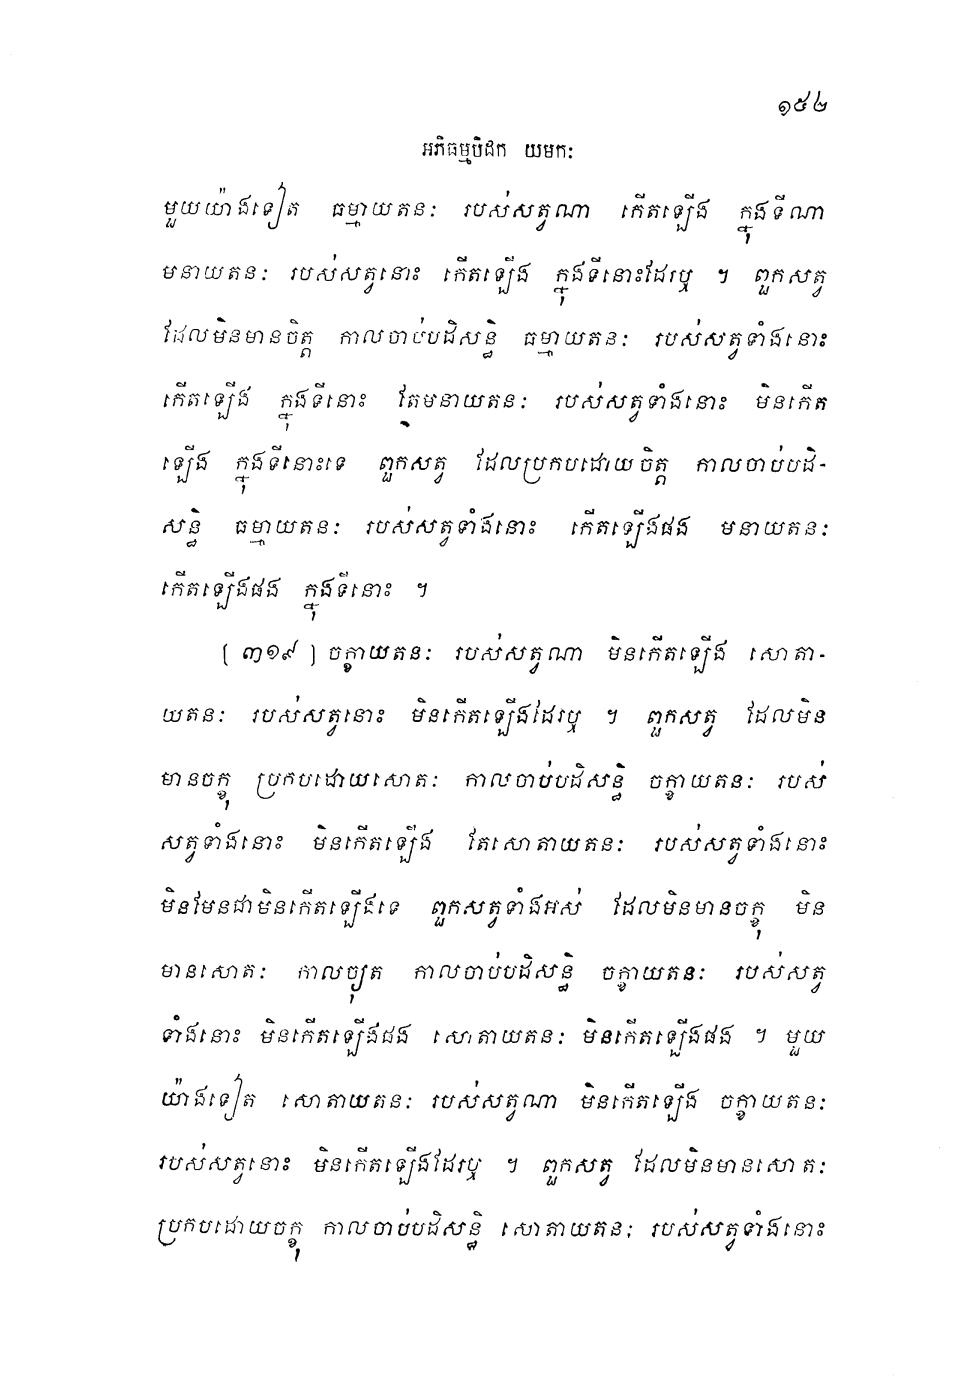 ១៥២
អភិធម្មបិដក យមកៈ
មួយយ៉ាងទៀត ធម្មាយតនៈ របស់សត្វណា កើតឡើង ក្នុងទីណា
មនាយតនៈ របស់សត្វនោះ កើតឡើង ក្នុងទីនោះដែរឬ ។ ពួកសត្វ
ដែលមិនមានចិត្ត កាលចាប់បដិសន្ធិ ធម្មាយតនៈ របស់សត្វទាំងនោះ
កើតឡើង ក្នុងទីនោះ តែមនាយតនៈ របស់សត្វទាំងនោះ មិនកើត
ឡើង ក្នុងទីនោះទេ ពួកសត្វ ដែលប្រកបដោយចិត្ត កាលចាប់បដិ-
សន្ធិ ធម្មាយតនៈ របស់សត្វទាំងនោះ កើតឡើងផង មនាយតនៈ
កើតឡើងផង ក្នុងទីនោះ ។
[ ៣១៩ ] ចក្ខាយតនៈ របស់សត្វណា មិនកើតឡើង សោតា-
យតនៈ របស់សត្វនោះ មិនកើតឡើងដែរឬ ។ ពួកសត្វ ដែលមិន
មានចក្ខុ ប្រកបដោយសោតៈ កាលចាប់បដិសន្ធិ ចក្ខាយតនៈ របស់
សត្វទាំងនោះ មិនកើតឡើង តែសោតាយតនៈ របស់សត្វទាំងនោះ
មិនមែនជាមិនកើតឡើងទេ ពួកសត្វទាំងអស់ ដែលមិនមានចក្ខុ មិន
មានសោតៈ កាលច្យុត កាលចាប់បដិសន្ធិ ចក្ខាយតនៈ របស់សត្វ
ទាំងនោះ មិនកើតឡើងផង សោតាយតនៈ មិនកើតឡើងផង ។ មួយ
យ៉ាងទៀត សោតាយតនៈ របស់សត្វណា មិនកើតឡើង ចក្ខាយតនៈ
របស់សត្វនោះ មិនកើតឡើងដែរឬ ។ ពួកសត្វ ដែលមិនមានសោតៈ
ប្រកបដោយចក្ខុ កាលចាប់បដិសន្ធិ សោតាយតនៈ របស់សត្វទាំងនោះ